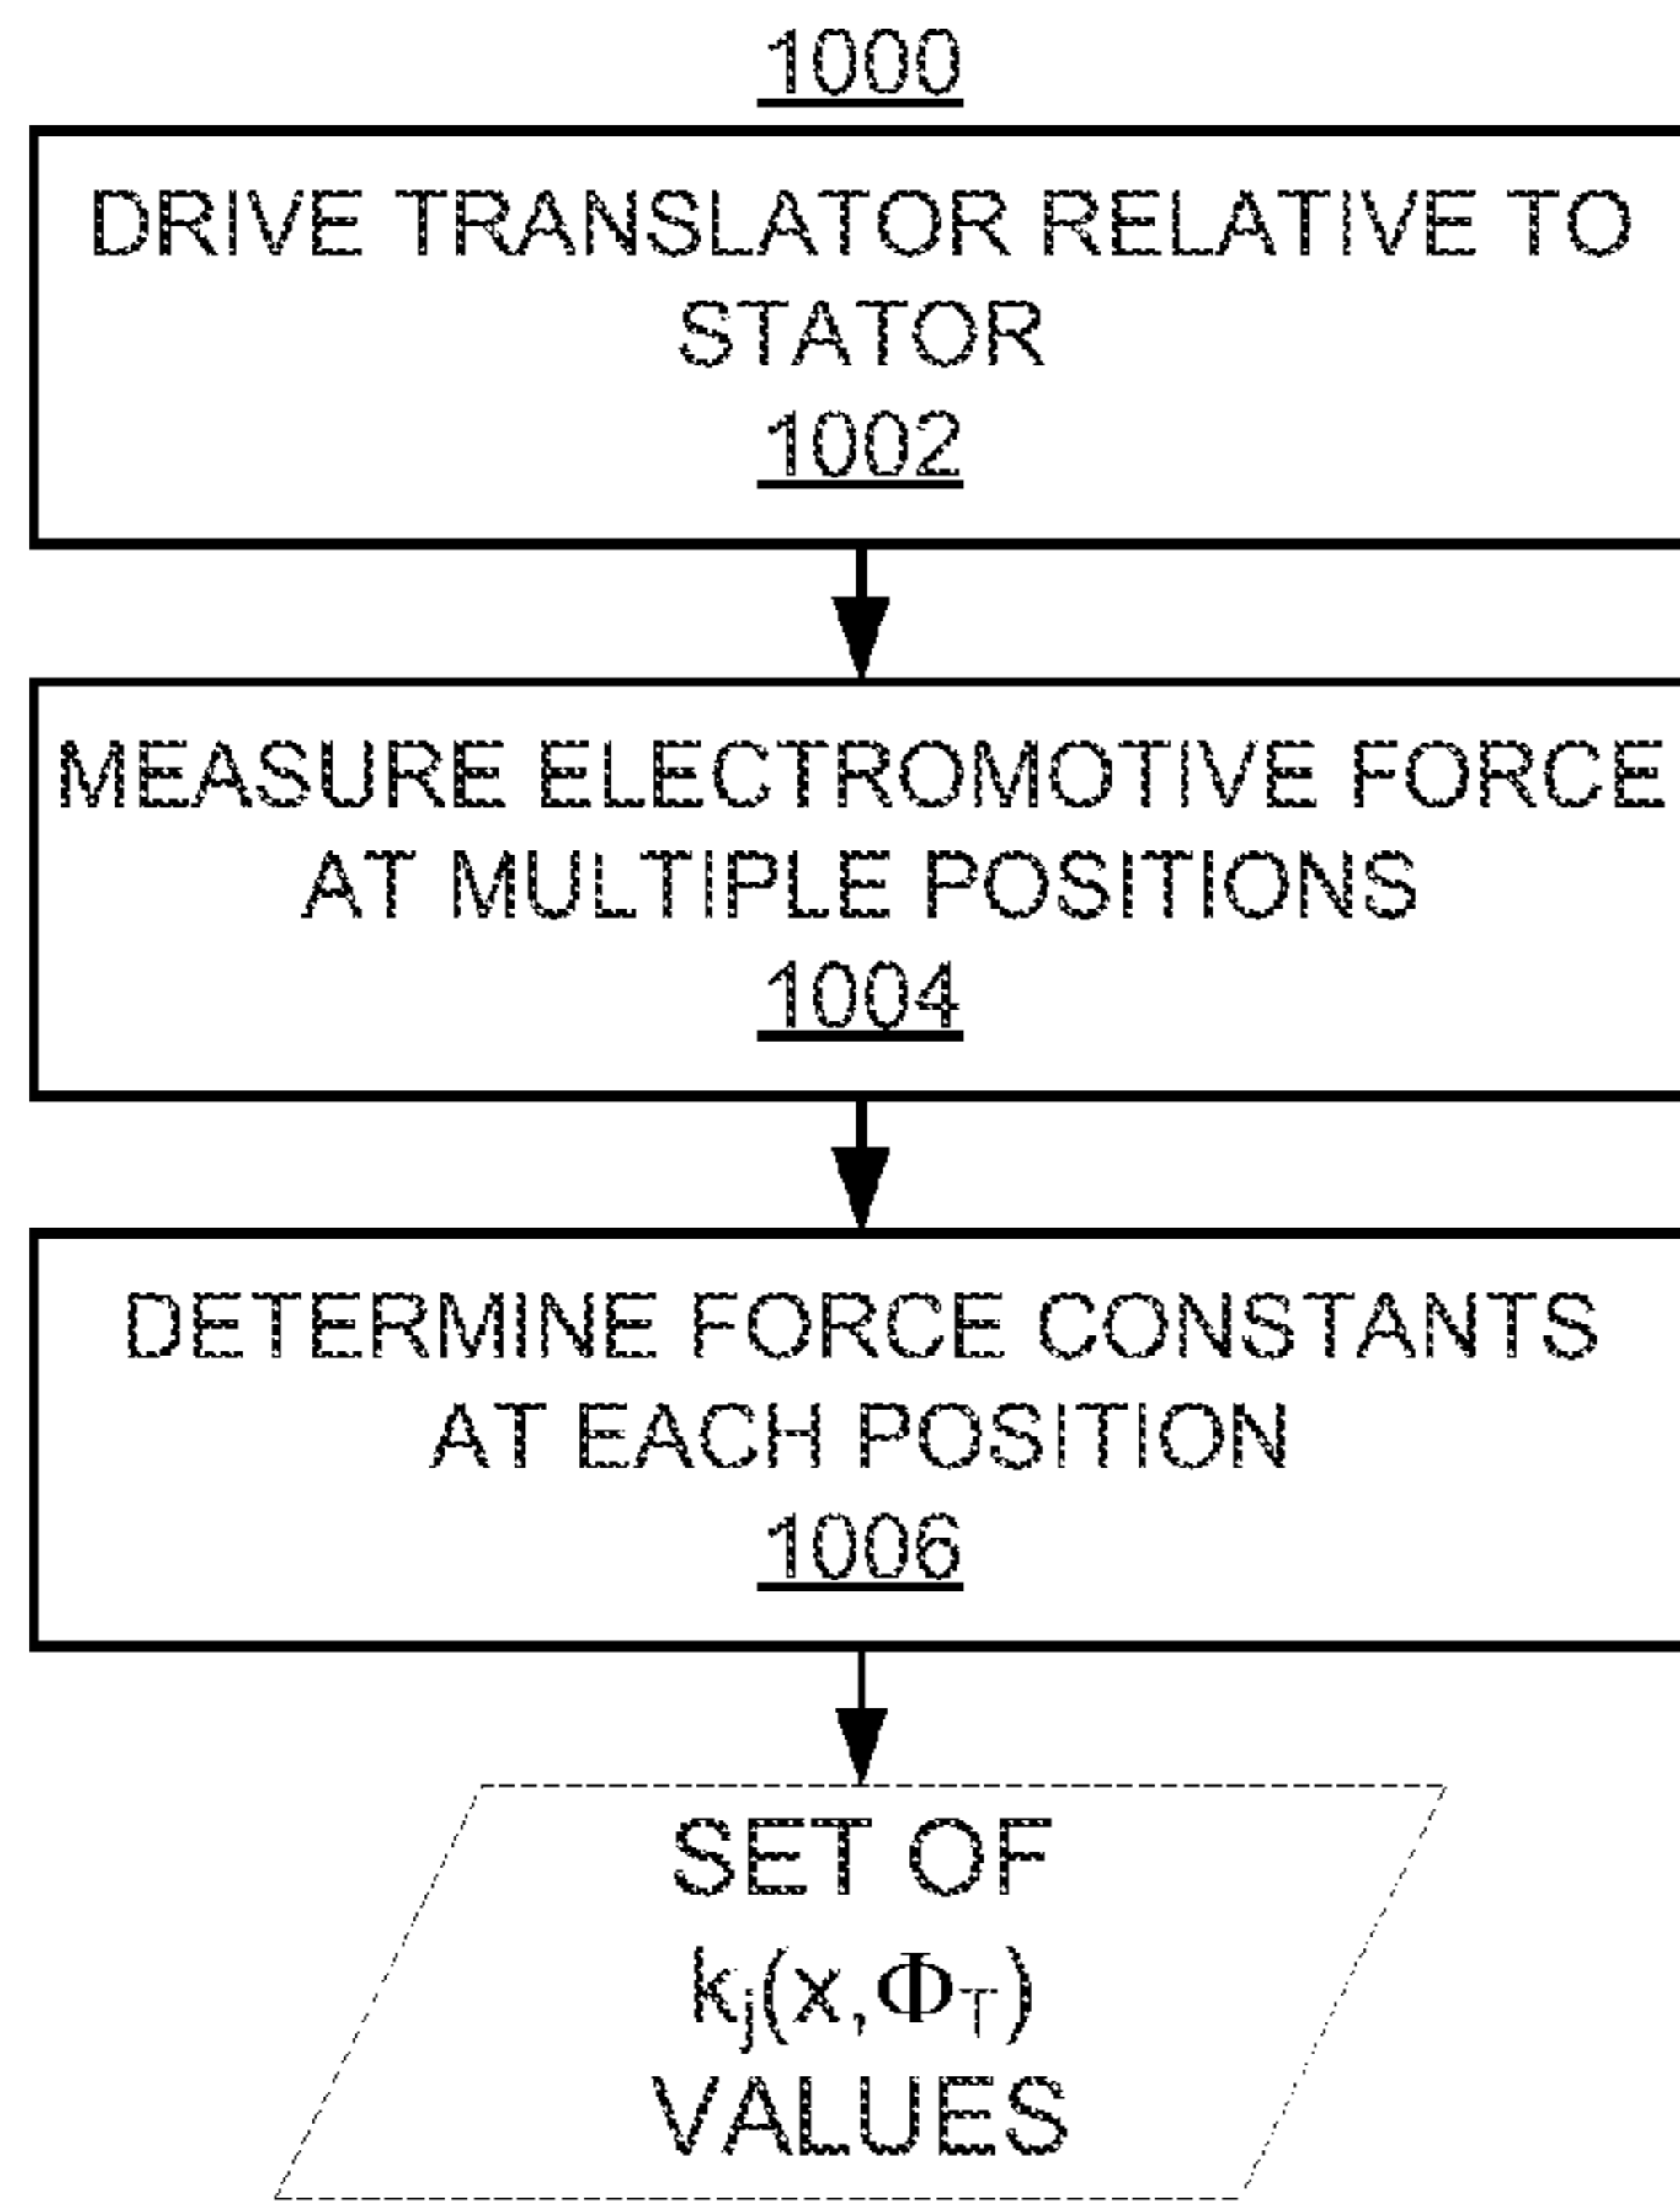 1000
DRIVE TRANSLATOR RELATIVE TO
STATOR
1002
MEASURE ELECTROMOTIVE FORCE
AT MULTIPLE POSITIONS
1004
DETERMINE FORCE CONSTANTS
AT EACH POSITION
1006
SET OF
kj(x,ΦT)
VALUES